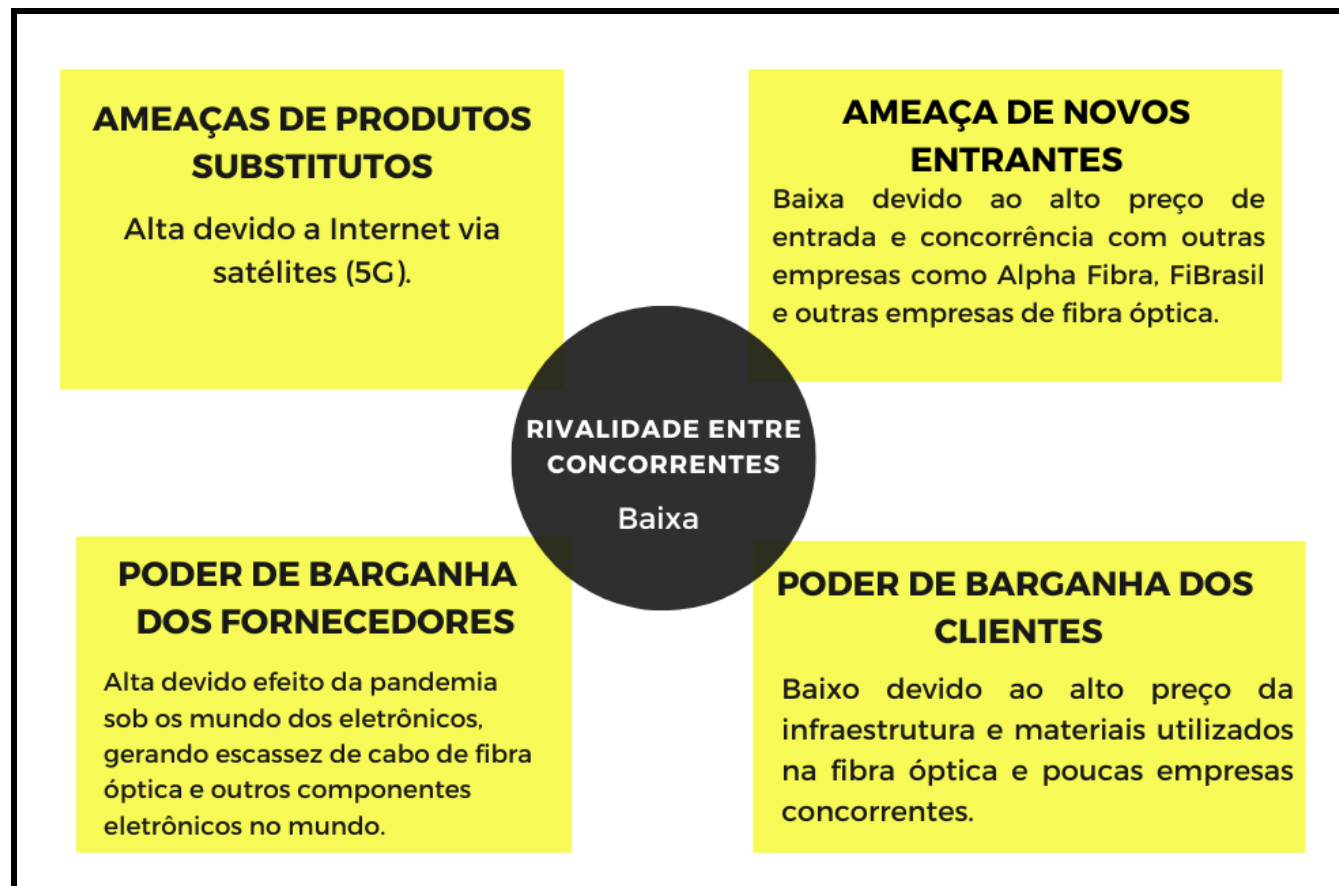 AMEAÇAS DE PRODUTOS
SUBSTITUTOS
Alta devido a Internet via
satélites (5G).
AMEAÇA DE NOVOS
ENTRANTES
Baixa devido ao alto preço de
entrada e concorrência com outras
empresas como Alpha Fibra, FiBrasil
e outras empresas de fibra óptica.
RIVALIDADE ENTRE
CONCORRENTES
Baixa
PODER DE BARGANHA
DOS FORNECEDORES
Alta devido efeito da pandemia
sob os mundo dos eletrônicos,
gerando escassez de cabo de fibra
óptica e outros componentes
eletrônicos no mundo.
PODER DE BARGANHA DOS
CLIENTES
Baixo devido ao alto preço da
infraestrutura e materiais utilizados
na fibra óptica e poucas empresas
concorrentes.